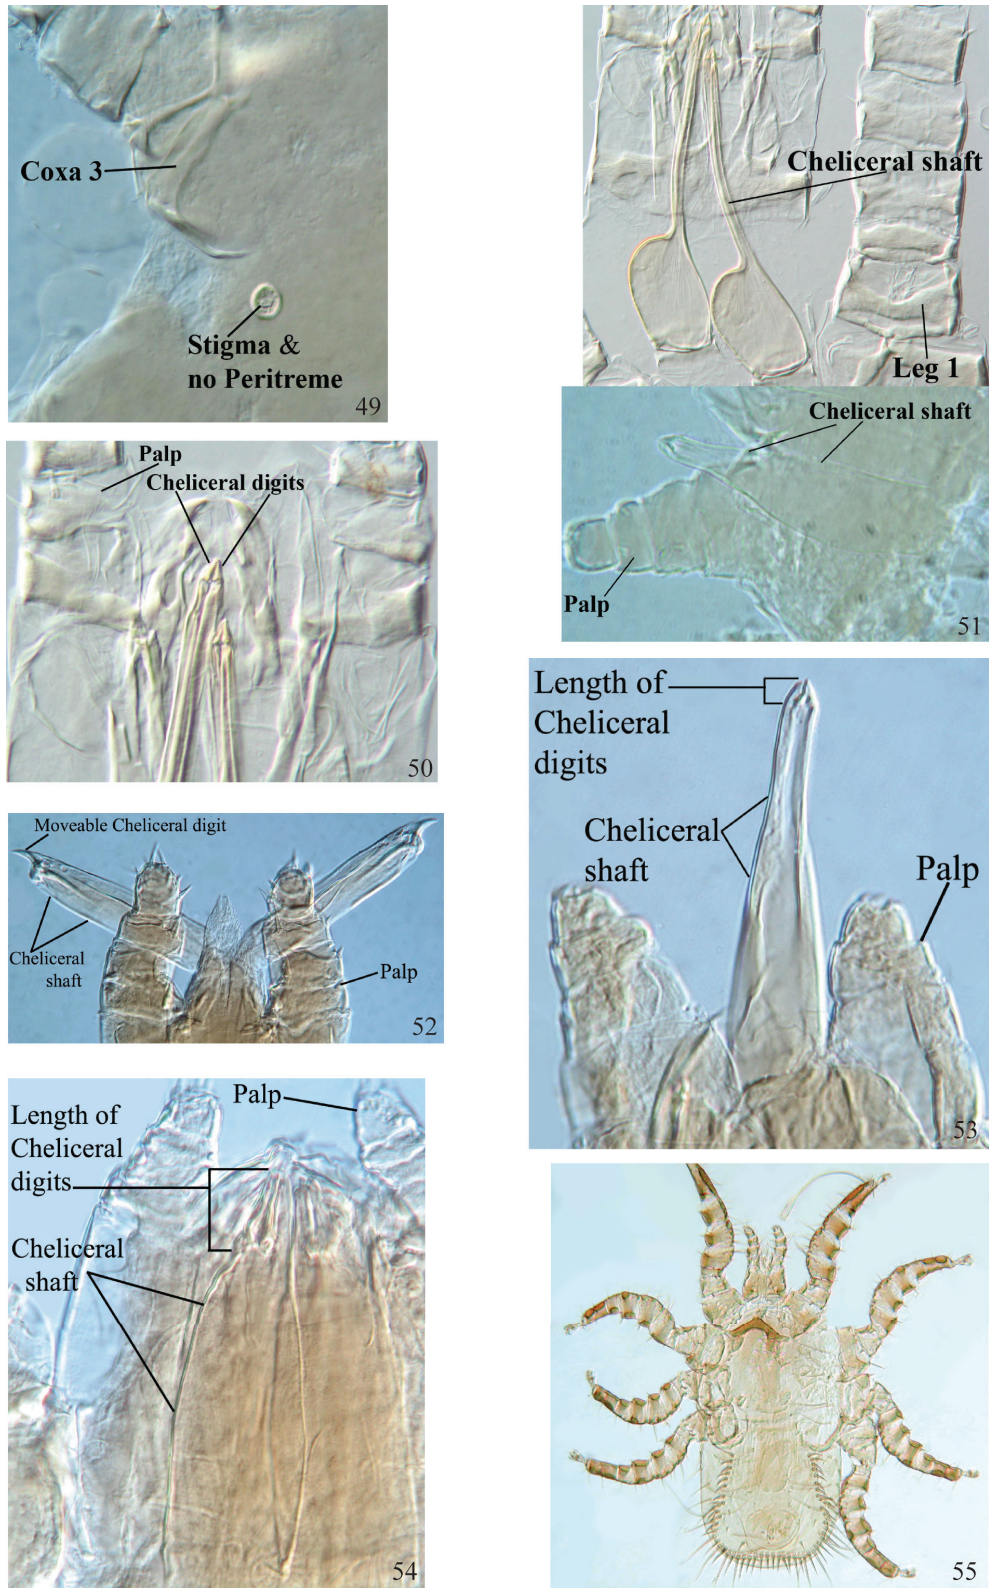 Coxa 3
Stigma &
no Peritreme
49
Cheliceral shaft
Leg 1
Palp
Cheliceral digits
50
Cheliceral shaft
Palp
51
Moveable Cheliceral digit
Cheliceral
shaft
Palp
52
Length of
Cheliceral
digits
Cheliceral
shaft
Palp
53
Length of
Cheliceral
digits
Palp
Cheliceral
shaft
54
55